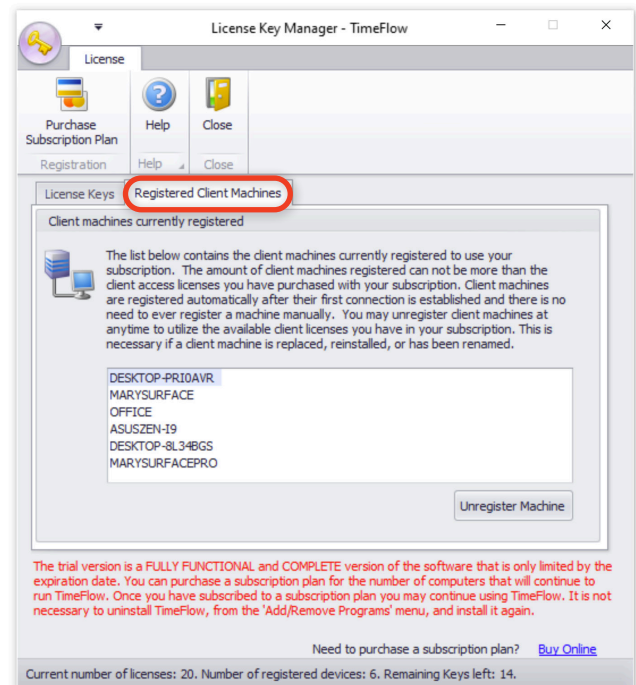 License Key Manager - TimeFlow
License
Purchase
Subscription Plan
Help
Close
Registration
Help
Close
License Keys
Registered Client Machines
Client machines currently registered
The list below contains the client machines currently registered to use your
subscription. The amount of client machines registered can not be more than the
client access licenses you have purchased with your subscription. Client machines
are registered automatically after their first connection is established and there is no
need to ever register a machine manually. You may unregister client machines at
anytime to utilize the available client licenses you have in your subscription. This is
necessary if a client machine is replaced, reinstalled, or has been renamed.
DESKTOP-PRI0AVR
MARYSURFACE
OFFICE
ASUSZEN-I9
DESKTOP-8L34BGS
MARYSURFACEPRO
Unregister Machine
The trial version is a FULLY FUNCTIONAL and COMPLETE version of the software that is only limited by the
expiration date. You can purchase a subscription plan for the number of computers that will continue to
run TimeFlow. Once you have subscribed to a subscription plan you may continue using TimeFlow. It is not
necessary to uninstall TimeFlow, from the 'Add/Remove Programs' menu, and install it again.
Need to purchase a subscription plan? Buy Online
Current number of licenses: 20. Number of registered devices: 6. Remaining Keys left: 14.